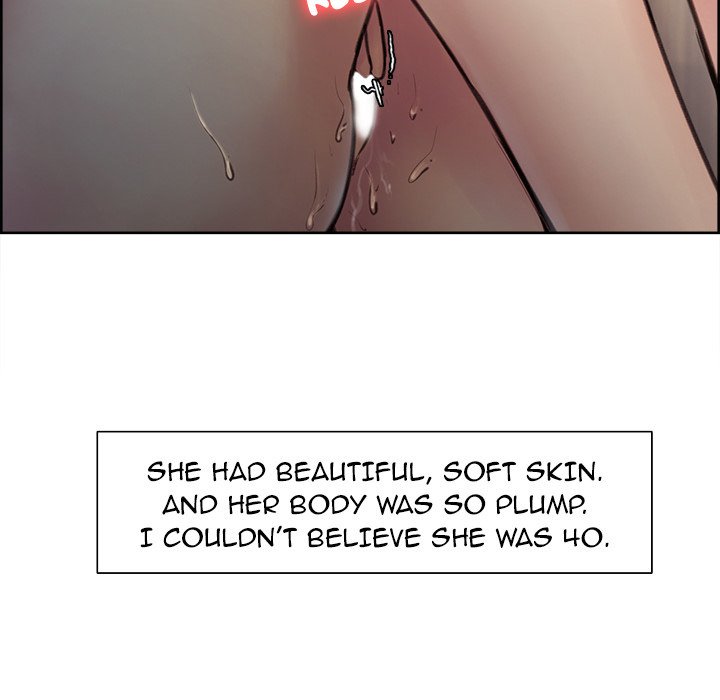 SHE HAD BEAUTIFUL, SOFT SKIN.
AND HER BODY WAS SO PLUMP.
I COULDN'T BELIEVE SHE WAS 40.